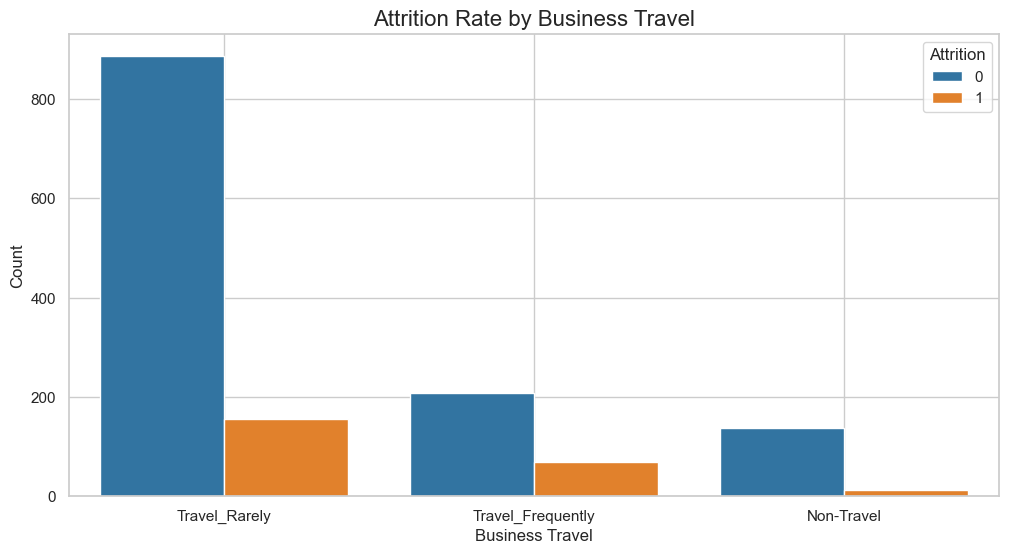 Attrition Rate by Business Travel
Attrition
0
1
800
600
400
200
0
Count
Travel_Rarely
Travel_Frequently
Non-Travel
Business Travel